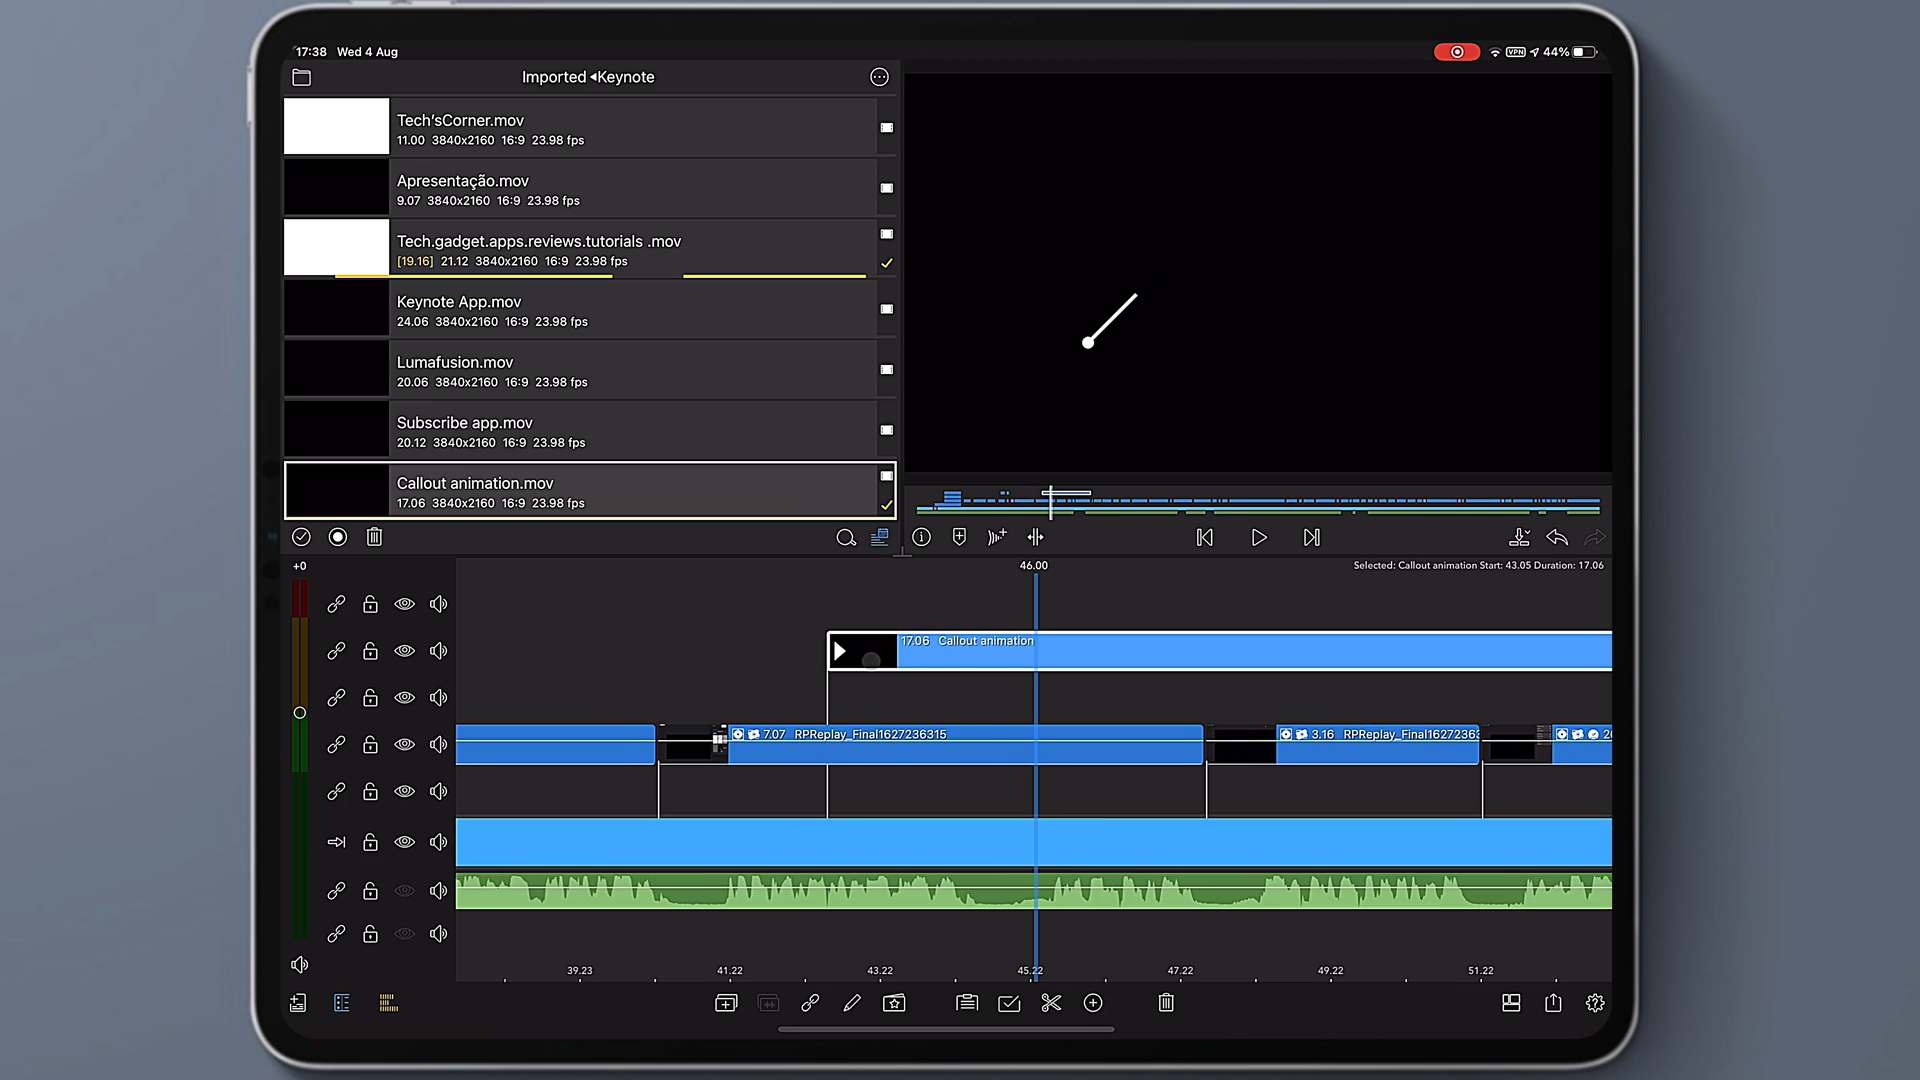 17:38 Wed 4 Aug
VPN 44%
Imported ◂Keynote
Tech'sCorner.mov
11.00 3840x2160 16:9 23.98 fps
Apresentação.mov
9.07 3840x2160 16:9 23.98 fps
Tech.gadget.apps.reviews.tutorials .mov
[19.16] 21.12 3840x2160 16:9 23.98 fps
Keynote App.mov
24.06 3840x2160 16:9 23.98 fps
Lumafusion.mov
20.06 3840x2160 16:9 23.98 fps
Subscribe app.mov
20.12 3840x2160 16:9 23.98 fps
Callout animation.mov
17.06 3840x2160 16:9 23.98 fps
+0
46.00
Selected: Callout animation Start: 43.05 Duration: 17.06
17.06 Callout animation
7.07 RPReplay_Final1627236315
3.16 RPReplay_Final16272363
20
39.23 41.22 43.22 45.22 47.22 49.22 51.22